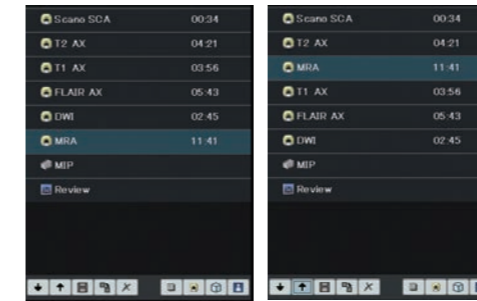 Scano SCA 00:34
T2 AX 04:21
T1 AX 03:56
FLAIR AX 05:43
DWI 02:45
MRA 11:41
MIP
Review
Scano SCA 00:34
T2 AX 04:21
MRA 11:41
T1 AX 03:56
FLAIR AX 05:43
DWI 02:45
MIP
Review